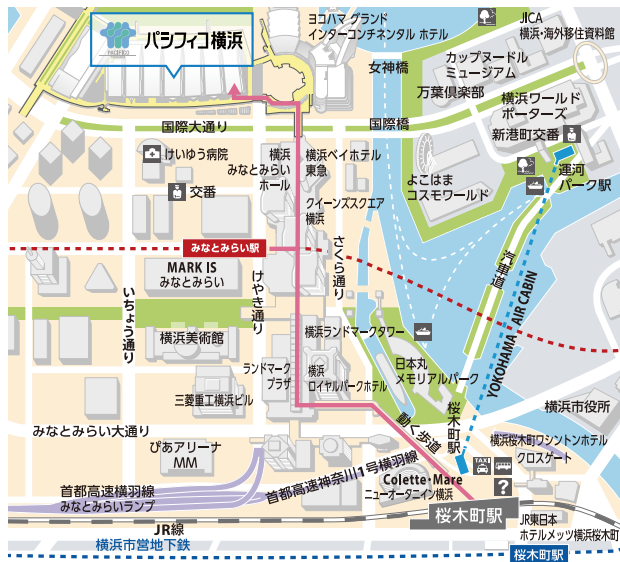 PACIFICO
パシフィコ横浜
ヨコハマ グランド
インターコンチネンタル ホテル
JICA
横浜・海外移住資料館
女神橋
カップヌードル
ミュージアム
万葉倶楽部
横浜ワールド
ポーターズ
新港町交番
国際大通り
国際橋
けいゆう病院
横浜
みなとみらい
ホール
横浜ベイホテル
東急
よこはま
コスモワールド
運河
パーク駅
交番
クイーンズスクエア
横浜
みなとみらい駅
さくら通り
汽車道
MARK IS
みなとみらい
けやき通り
いちょう通り
YOKOHAMA AIR CABIN
横浜ランドマークタワー
横浜美術館
ランドマーク
プラザ
横浜
ロイヤルパークホテル
日本丸
メモリアルパーク
三菱重工横浜ビル
横浜市役所
みなとみらい大通り
動く歩道
桜木町駅
横浜桜木町ワシントンホテル
クロスゲート
ぴあアリーナ
MM
TAXI
首都高速神奈川1号横羽線
Colette・Mare
ニューオータニイン横浜
?
首都高速横羽線
みなとみらいランプ
桜木町駅
JR東日本
ホテルメッツ横浜桜木町
JR線
横浜市営地下鉄
桜木町駅